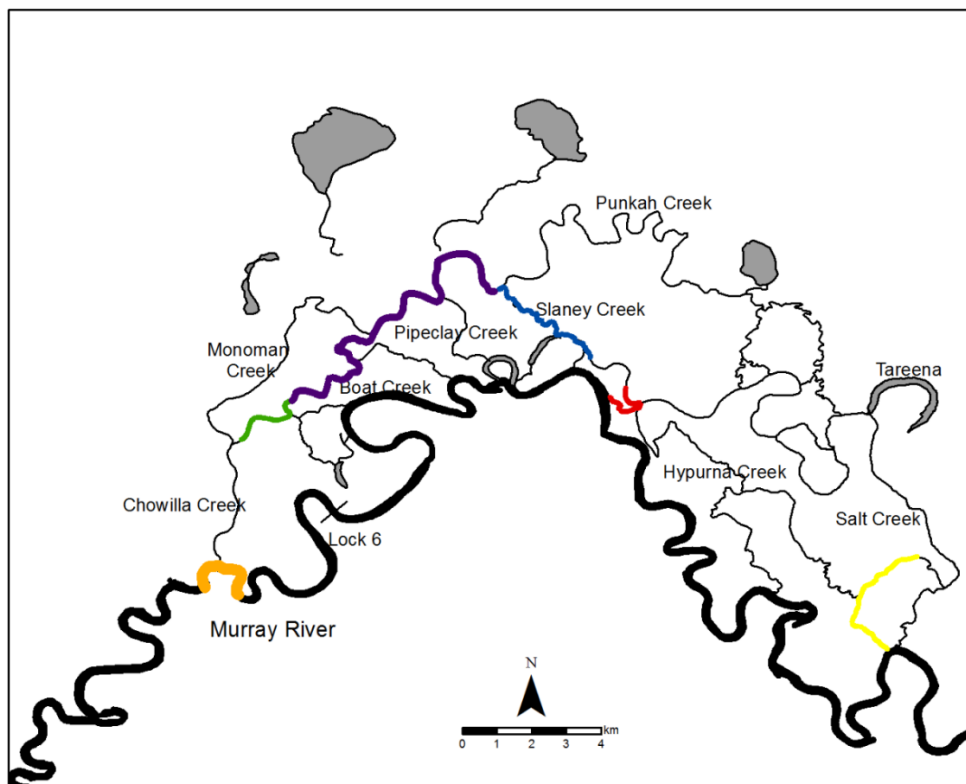 Punkah Creek
Slaney Creek
Pipeclay Creek
Monoman
Creek
Boat Creek
Tareena
Hypurna Creek
Chowilla Creek
Salt Creek
Lock 6
Murray River
N
km
0 1 2 3 4